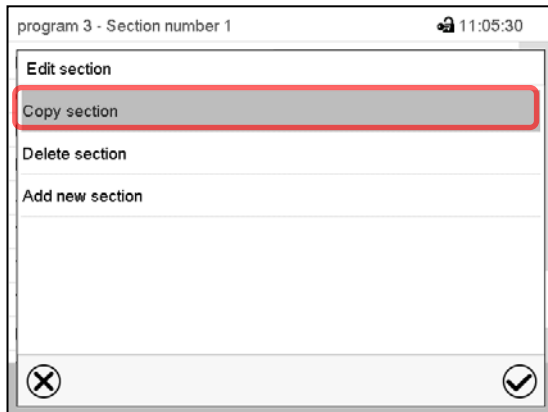 program 3 - Section number 1 11:05:30
Edit section
Copy section
Delete section
Add new section